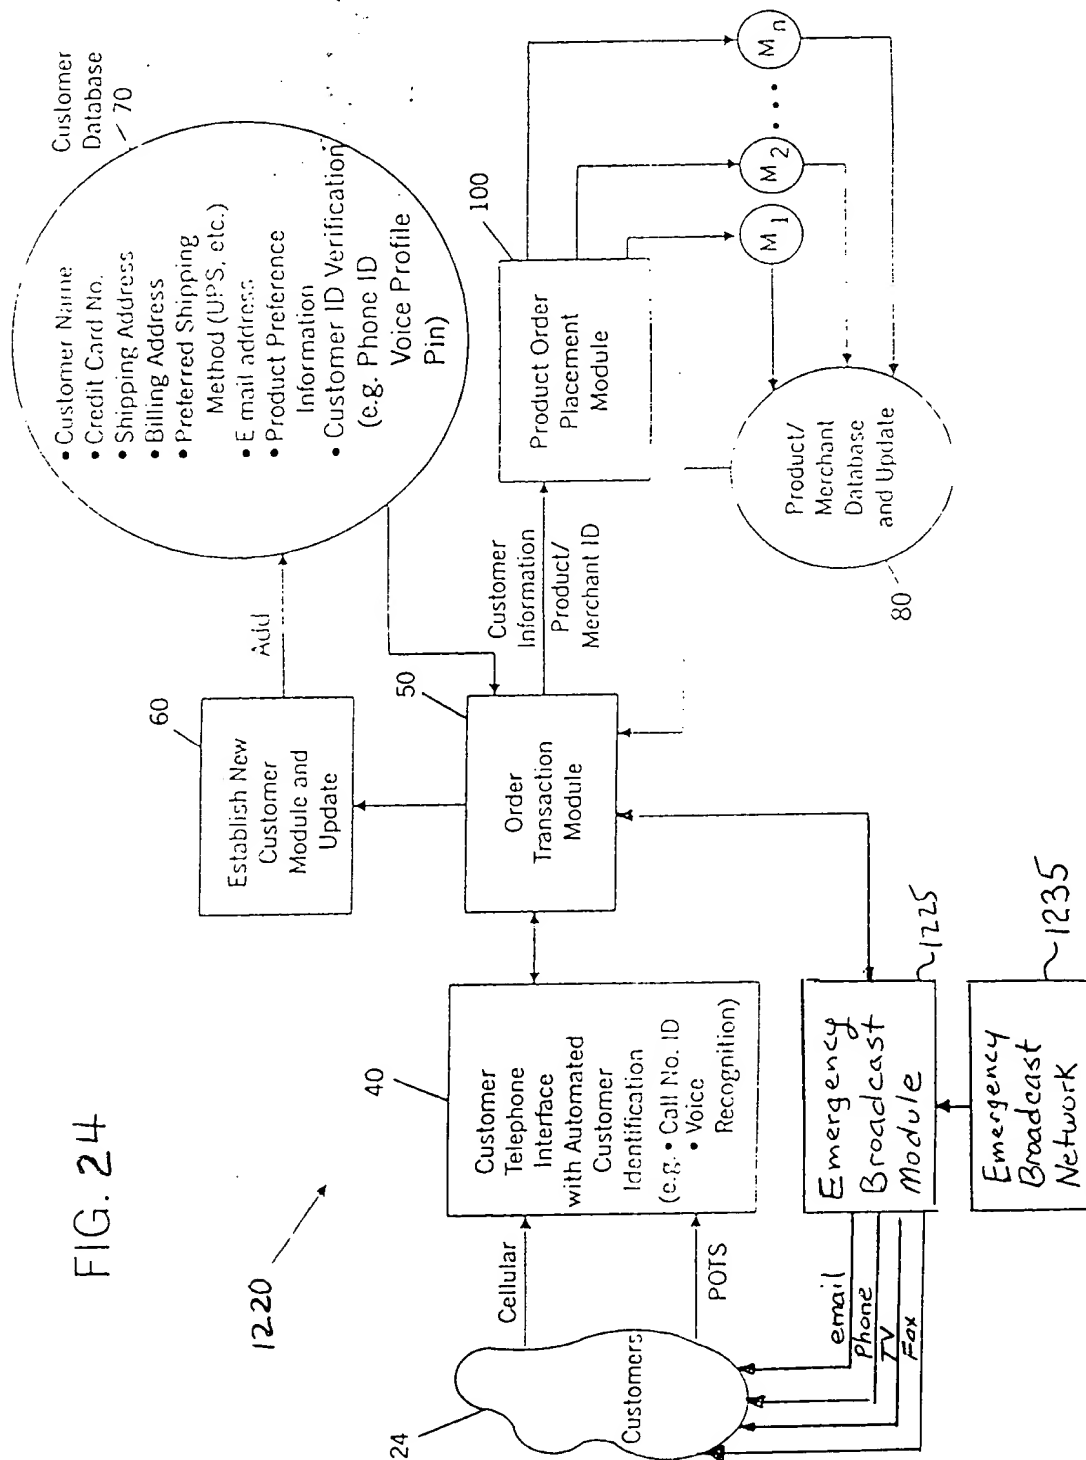 FIG. 24
1220
24
Customers
Cellular
POTS
email
Phone
TV
Fax
40
Customer
Telephone
Interface
with Automated
Customer
Identification
(e.g. • Call No. ID
• Voice
Recognition)
Emergency
Broadcast
Module
1225
Emergency
Broadcast
Network
1235
60
Establish New
Customer
Module and
Update
Add
50
Order
Transaction
Module
Customer
Information
Product/
Merchant ID
Customer
Database
70
• Customer Name
• Credit Card No.
• Shipping Address
• Billing Address
• Preferred Shipping
Method (UPS, etc.)
• E mail address
• Product Preference
Information
• Customer ID Verification
(e.g. Phone ID
Voice Profile
Pin)
100
Product Order
Placement
Module
M1
M2
Mn
Product/
Merchant
Database
and Update
80